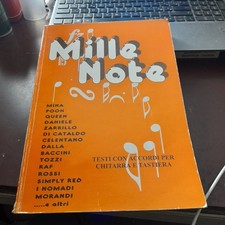 Mille
Note
MINA
POOH
QUEEN
DANIELE
ZARRILLO
DI CATALDO
CELENTANO
DALLA
BACCINI
TOZZI
RAF
ROSSI
SIMPLY RED
I NOMADI
MORANDI
....e altri
TESTI CON ACCORDI PER
CHITARRA E TASTIERA